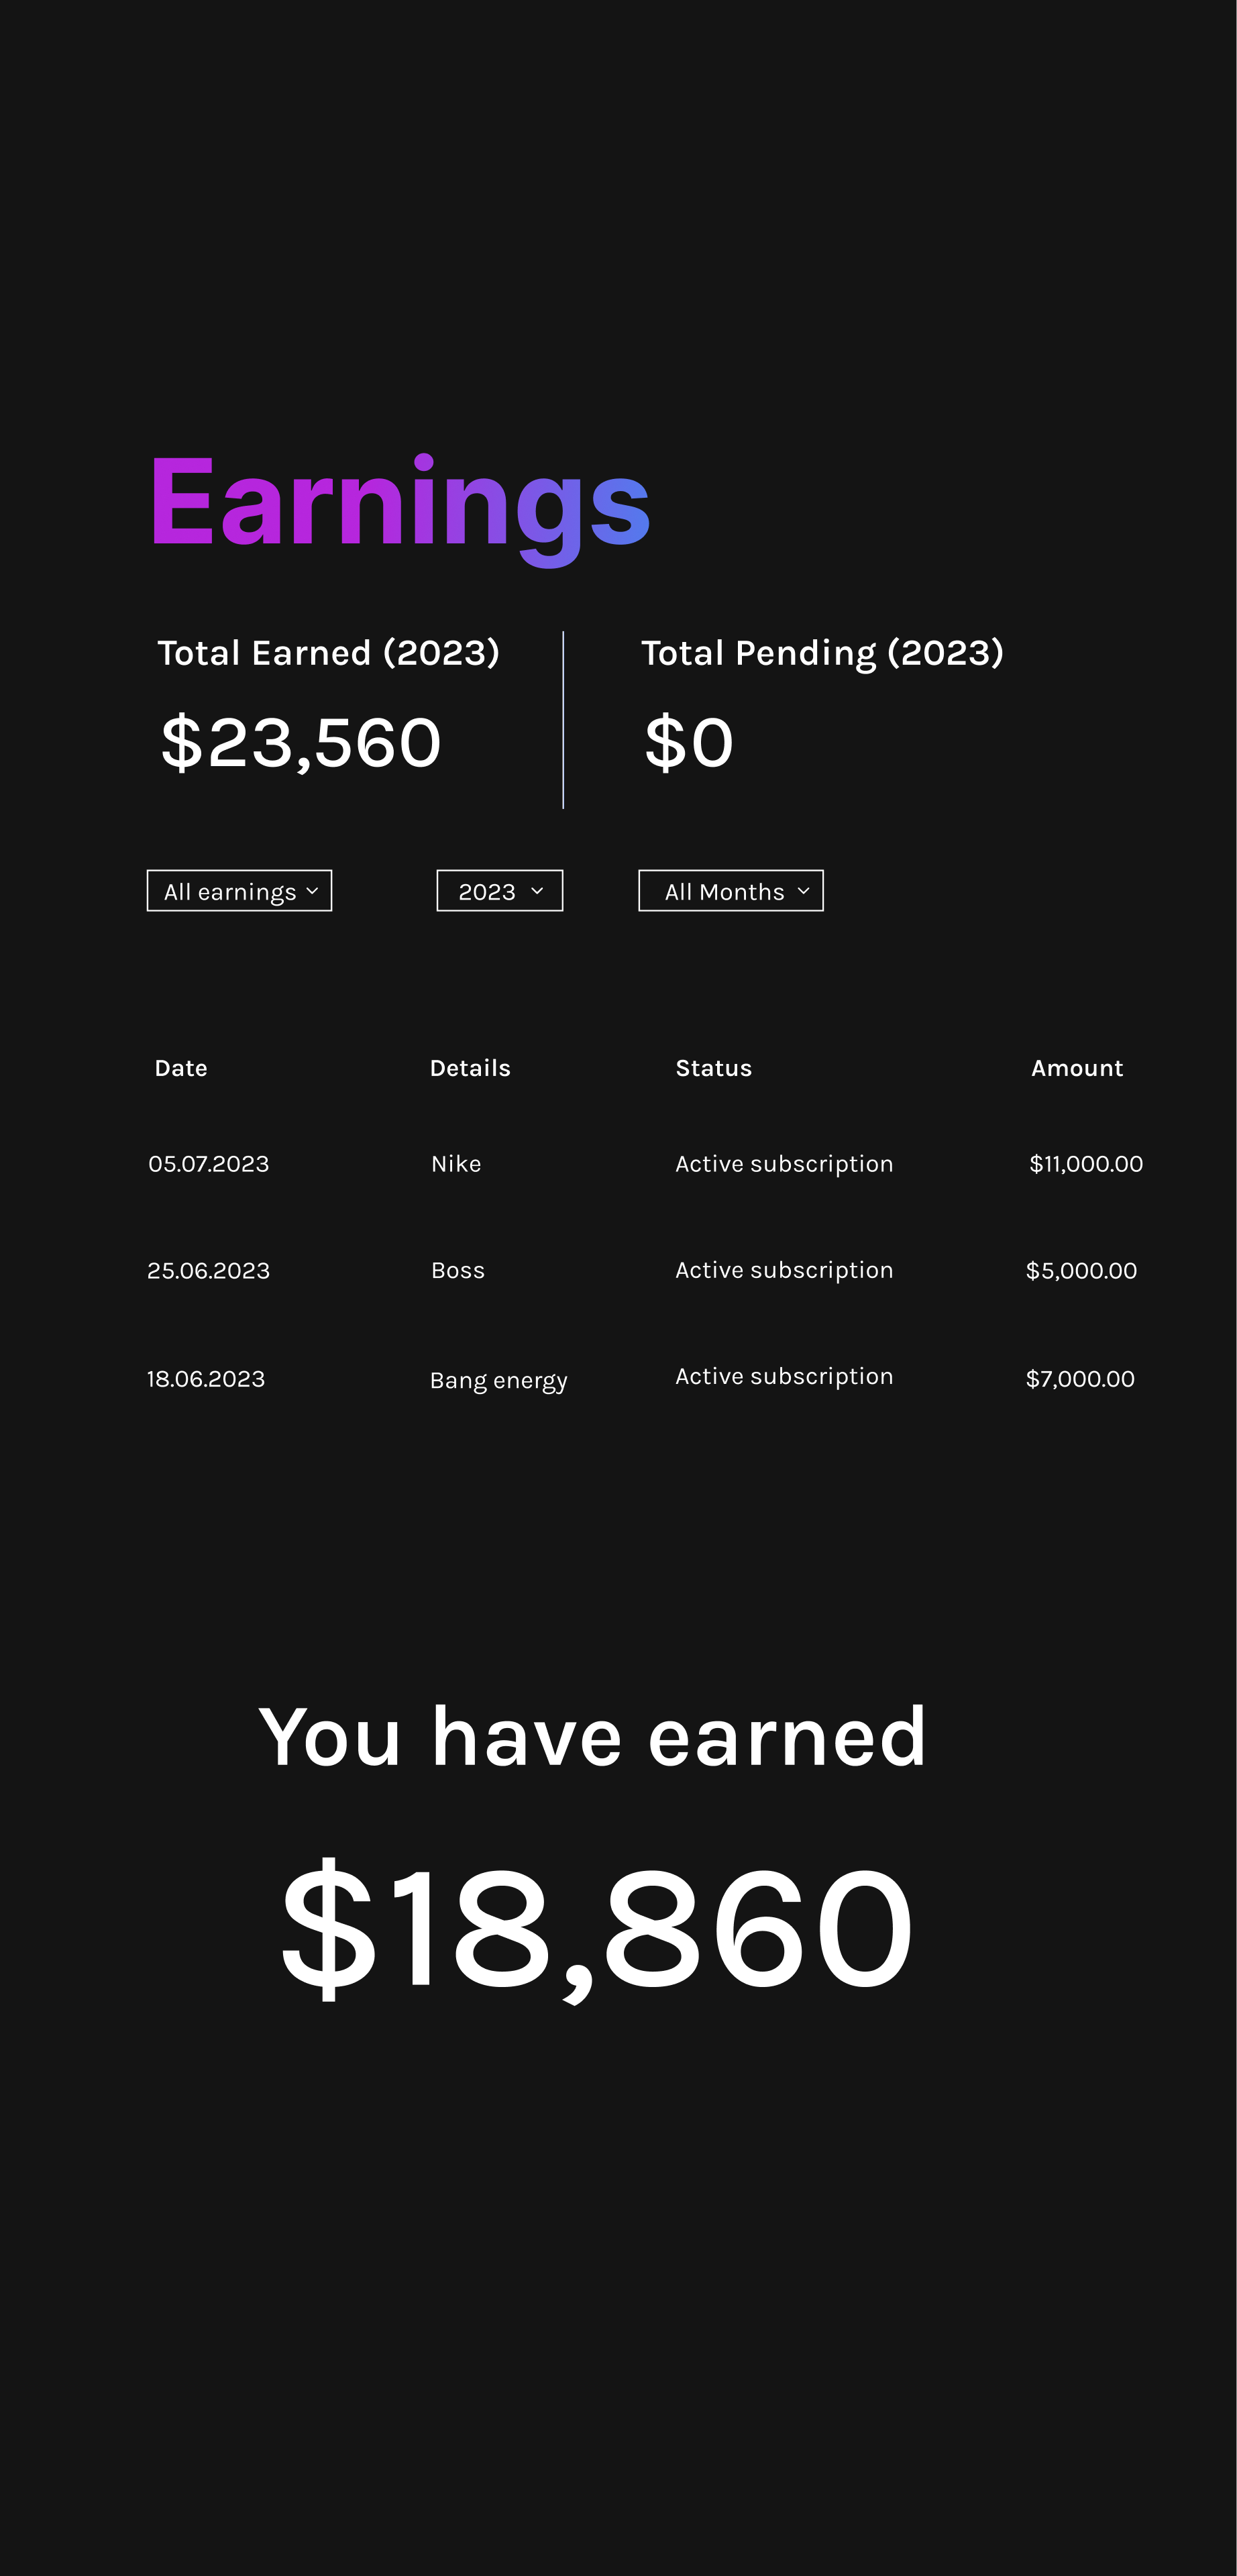 Earnings
Total Earned (2023) Total Pending (2023)
$23,560 $0
All earnings 2023 All Months
Date Details Status Amount
05.07.2023 Nike Active subscription $11,000.00
25.06.2023 Boss Active subscription $5,000.00
18.06.2023 Bang energy Active subscription $7,000.00
You have earned
$18,860